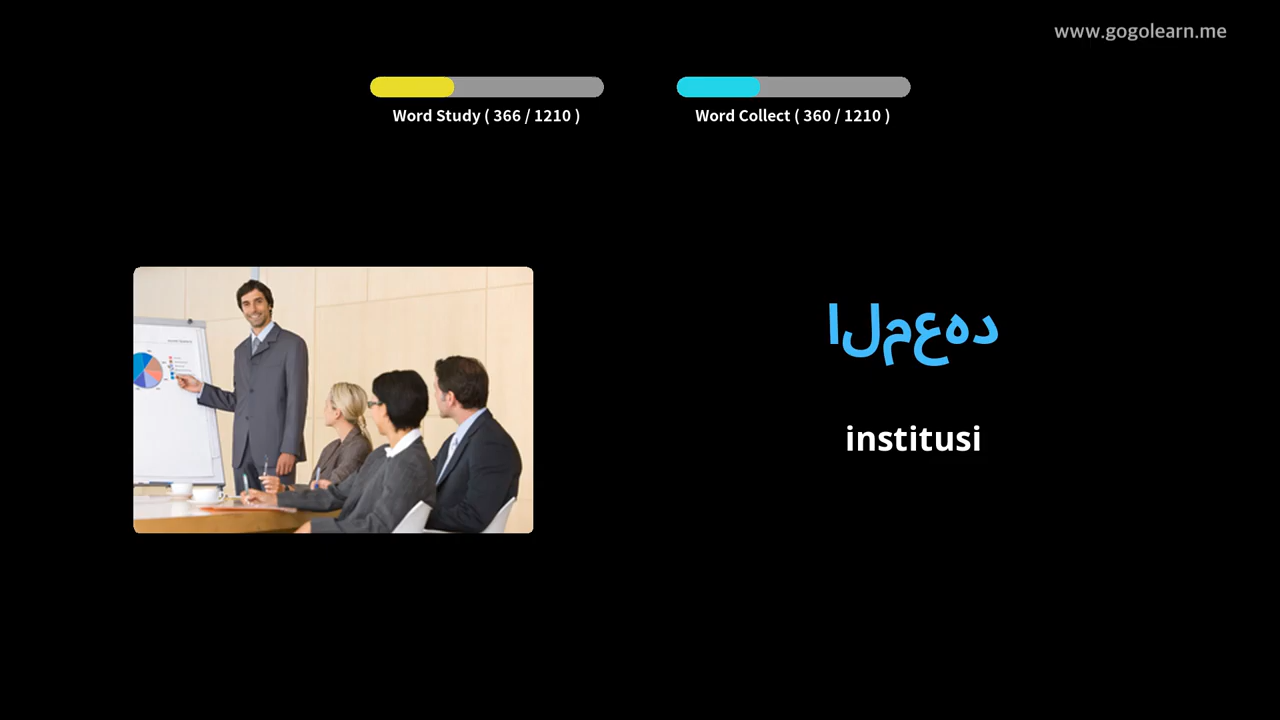 www.gogolearn.me
Word Study ( 366 / 1210 )
Word Collect ( 360 / 1210 )
المعهد
institusi